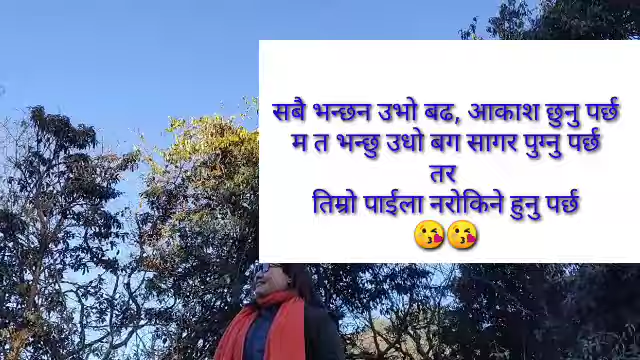 सबै भन्छन उभो बढ, आकाश छुनु पर्छ
म त भन्छु उधो बग सागर पुग्नु पर्छ
तर
तिम्रो पाईला नरोकिने हुनु पर्छ
😘😘